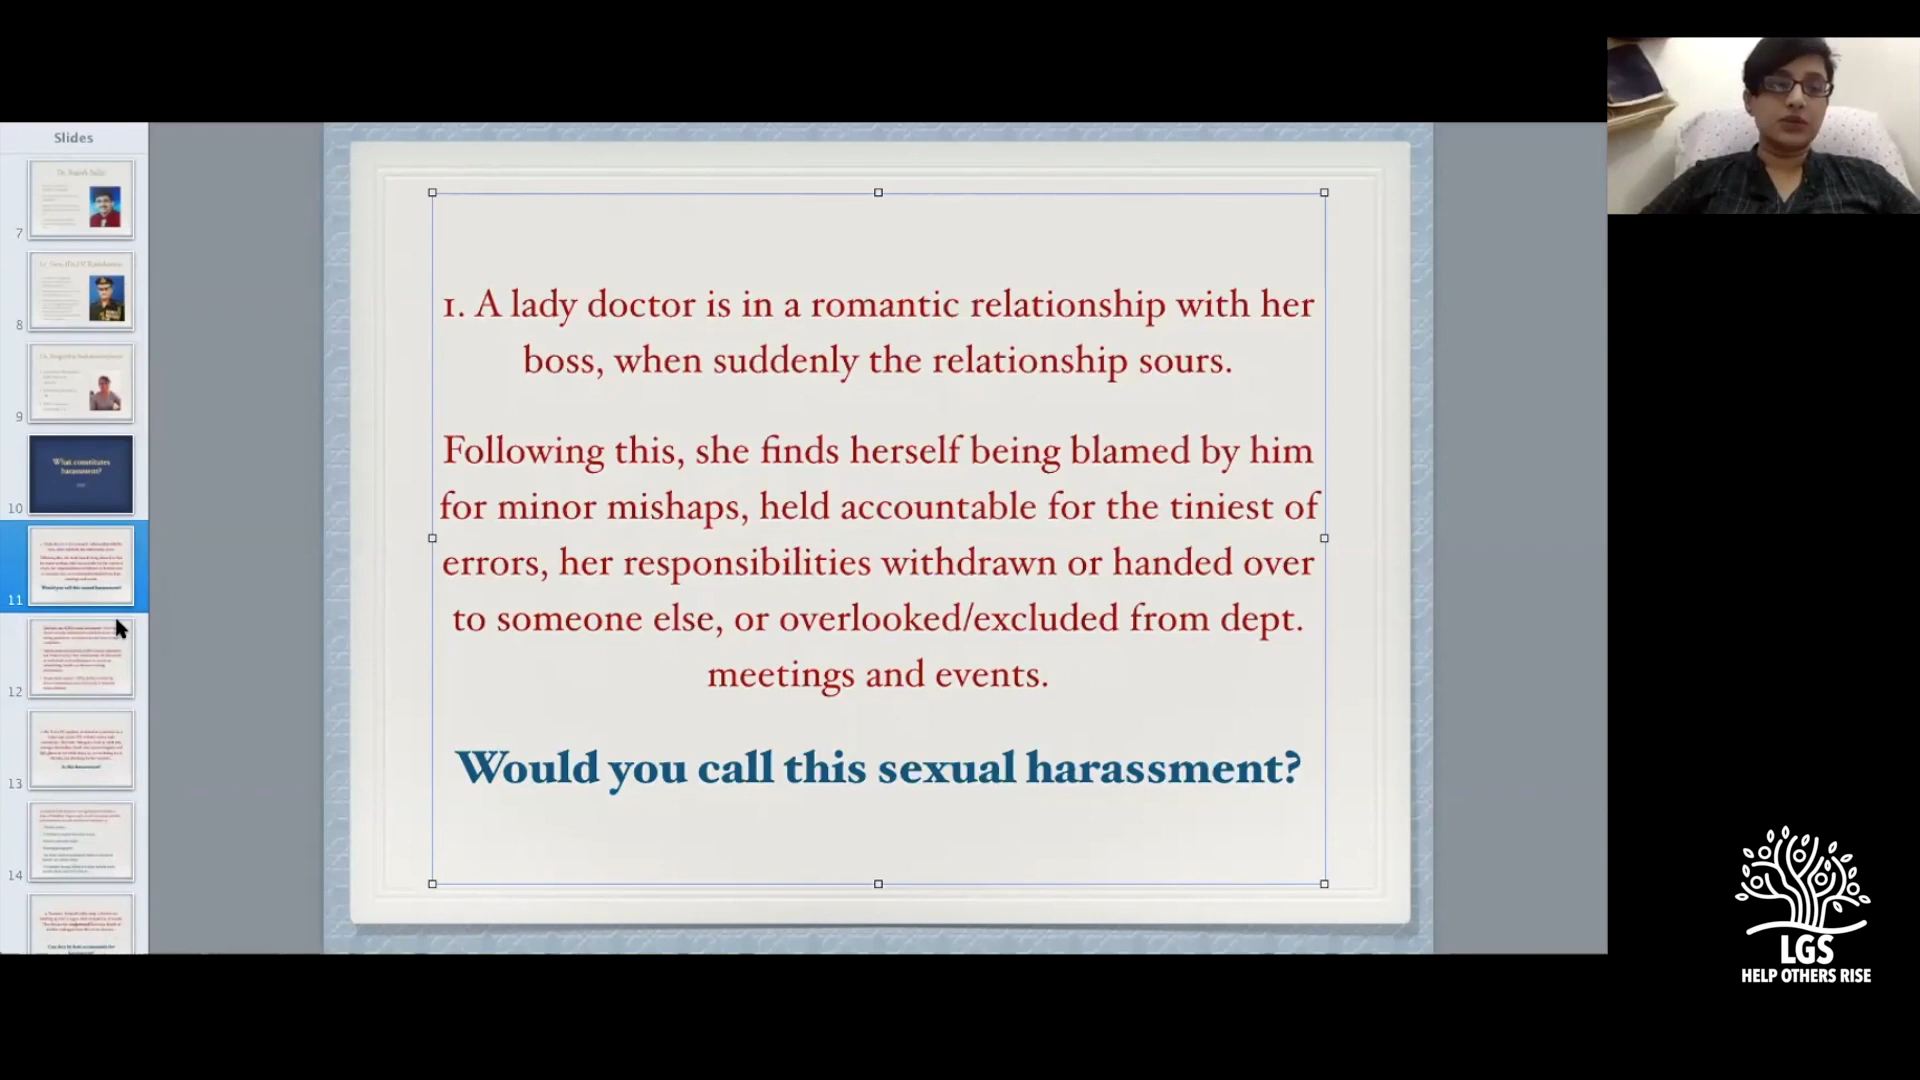 Slides
7
8
9
What constitutes
harassment?
10
11
12
13
14
1. A lady doctor is in a romantic relationship with her
boss, when suddenly the relationship sours.
Following this, she finds herself being blamed by him
for minor mishaps, held accountable for the tiniest of
errors, her responsibilities withdrawn or handed over
to someone else, or overlooked/excluded from dept.
meetings and events.
Would you call this sexual harassment?
LGS
HELP OTHERS RISE